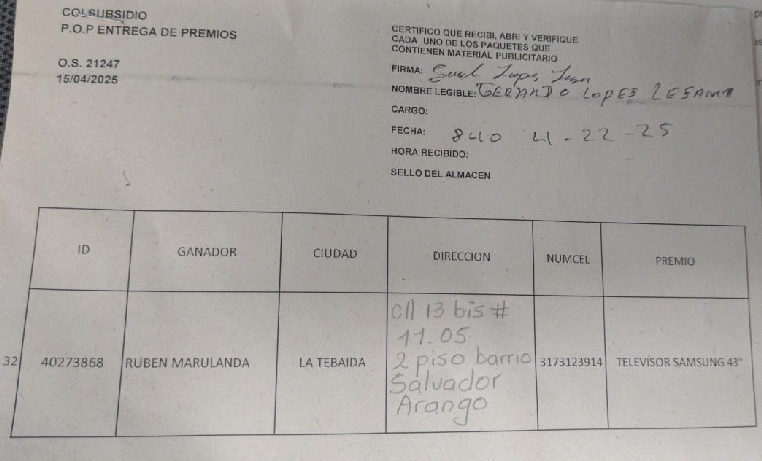 COLSUBSIDIO
P.O.P ENTREGA DE PREMIOS
O.S. 21247
15/04/2025
CERTIFICO QUE RECIBI, ABRI Y VERIFIQUE
CADA UNO DE LOS PAQUETES QUE
CONTIENEN MATERIAL PUBLICITARIO
FIRMA:
NOMBRE LEGIBLE: GERARDO LOPES
CARGO:
FECHA: 840 4-22-25
HORA RECIBIDO:
SELLO DEL ALMACEN
ID GANADOR CIUDAD DIRECCION NUMCEL PREMIO
32 40273868 RUBEN MARULANDA LA TEBAIDA cll 13 bis # 11.05 2 piso barrio Salvador Arango 3173123914 TELEVISOR SAMSUNG 43"